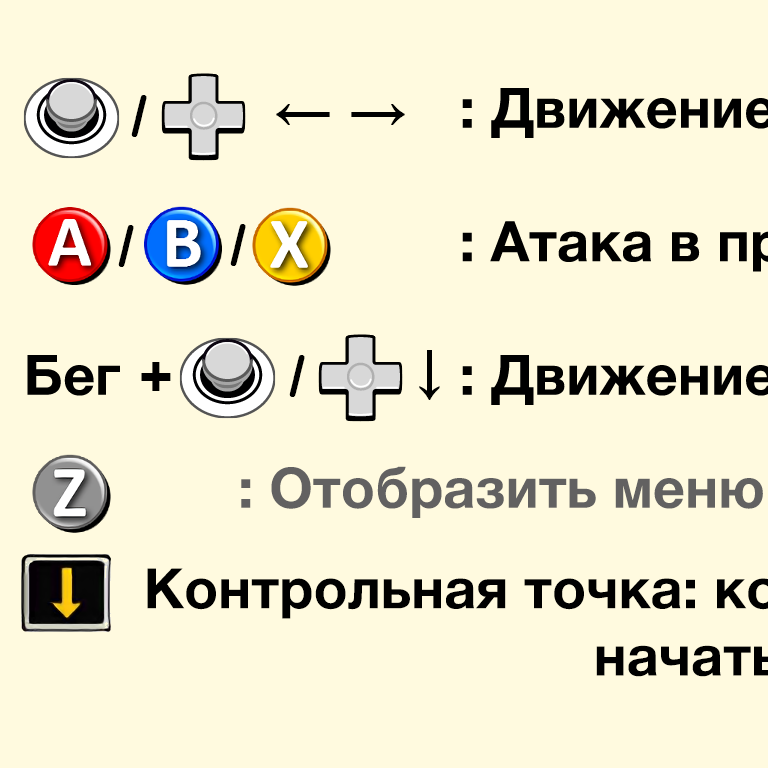 / ← → : Движение
A / B / X : Атака в пр
Бег + / ↓ : Движение
Z : Отобразить меню
Контрольная точка: ко
начать